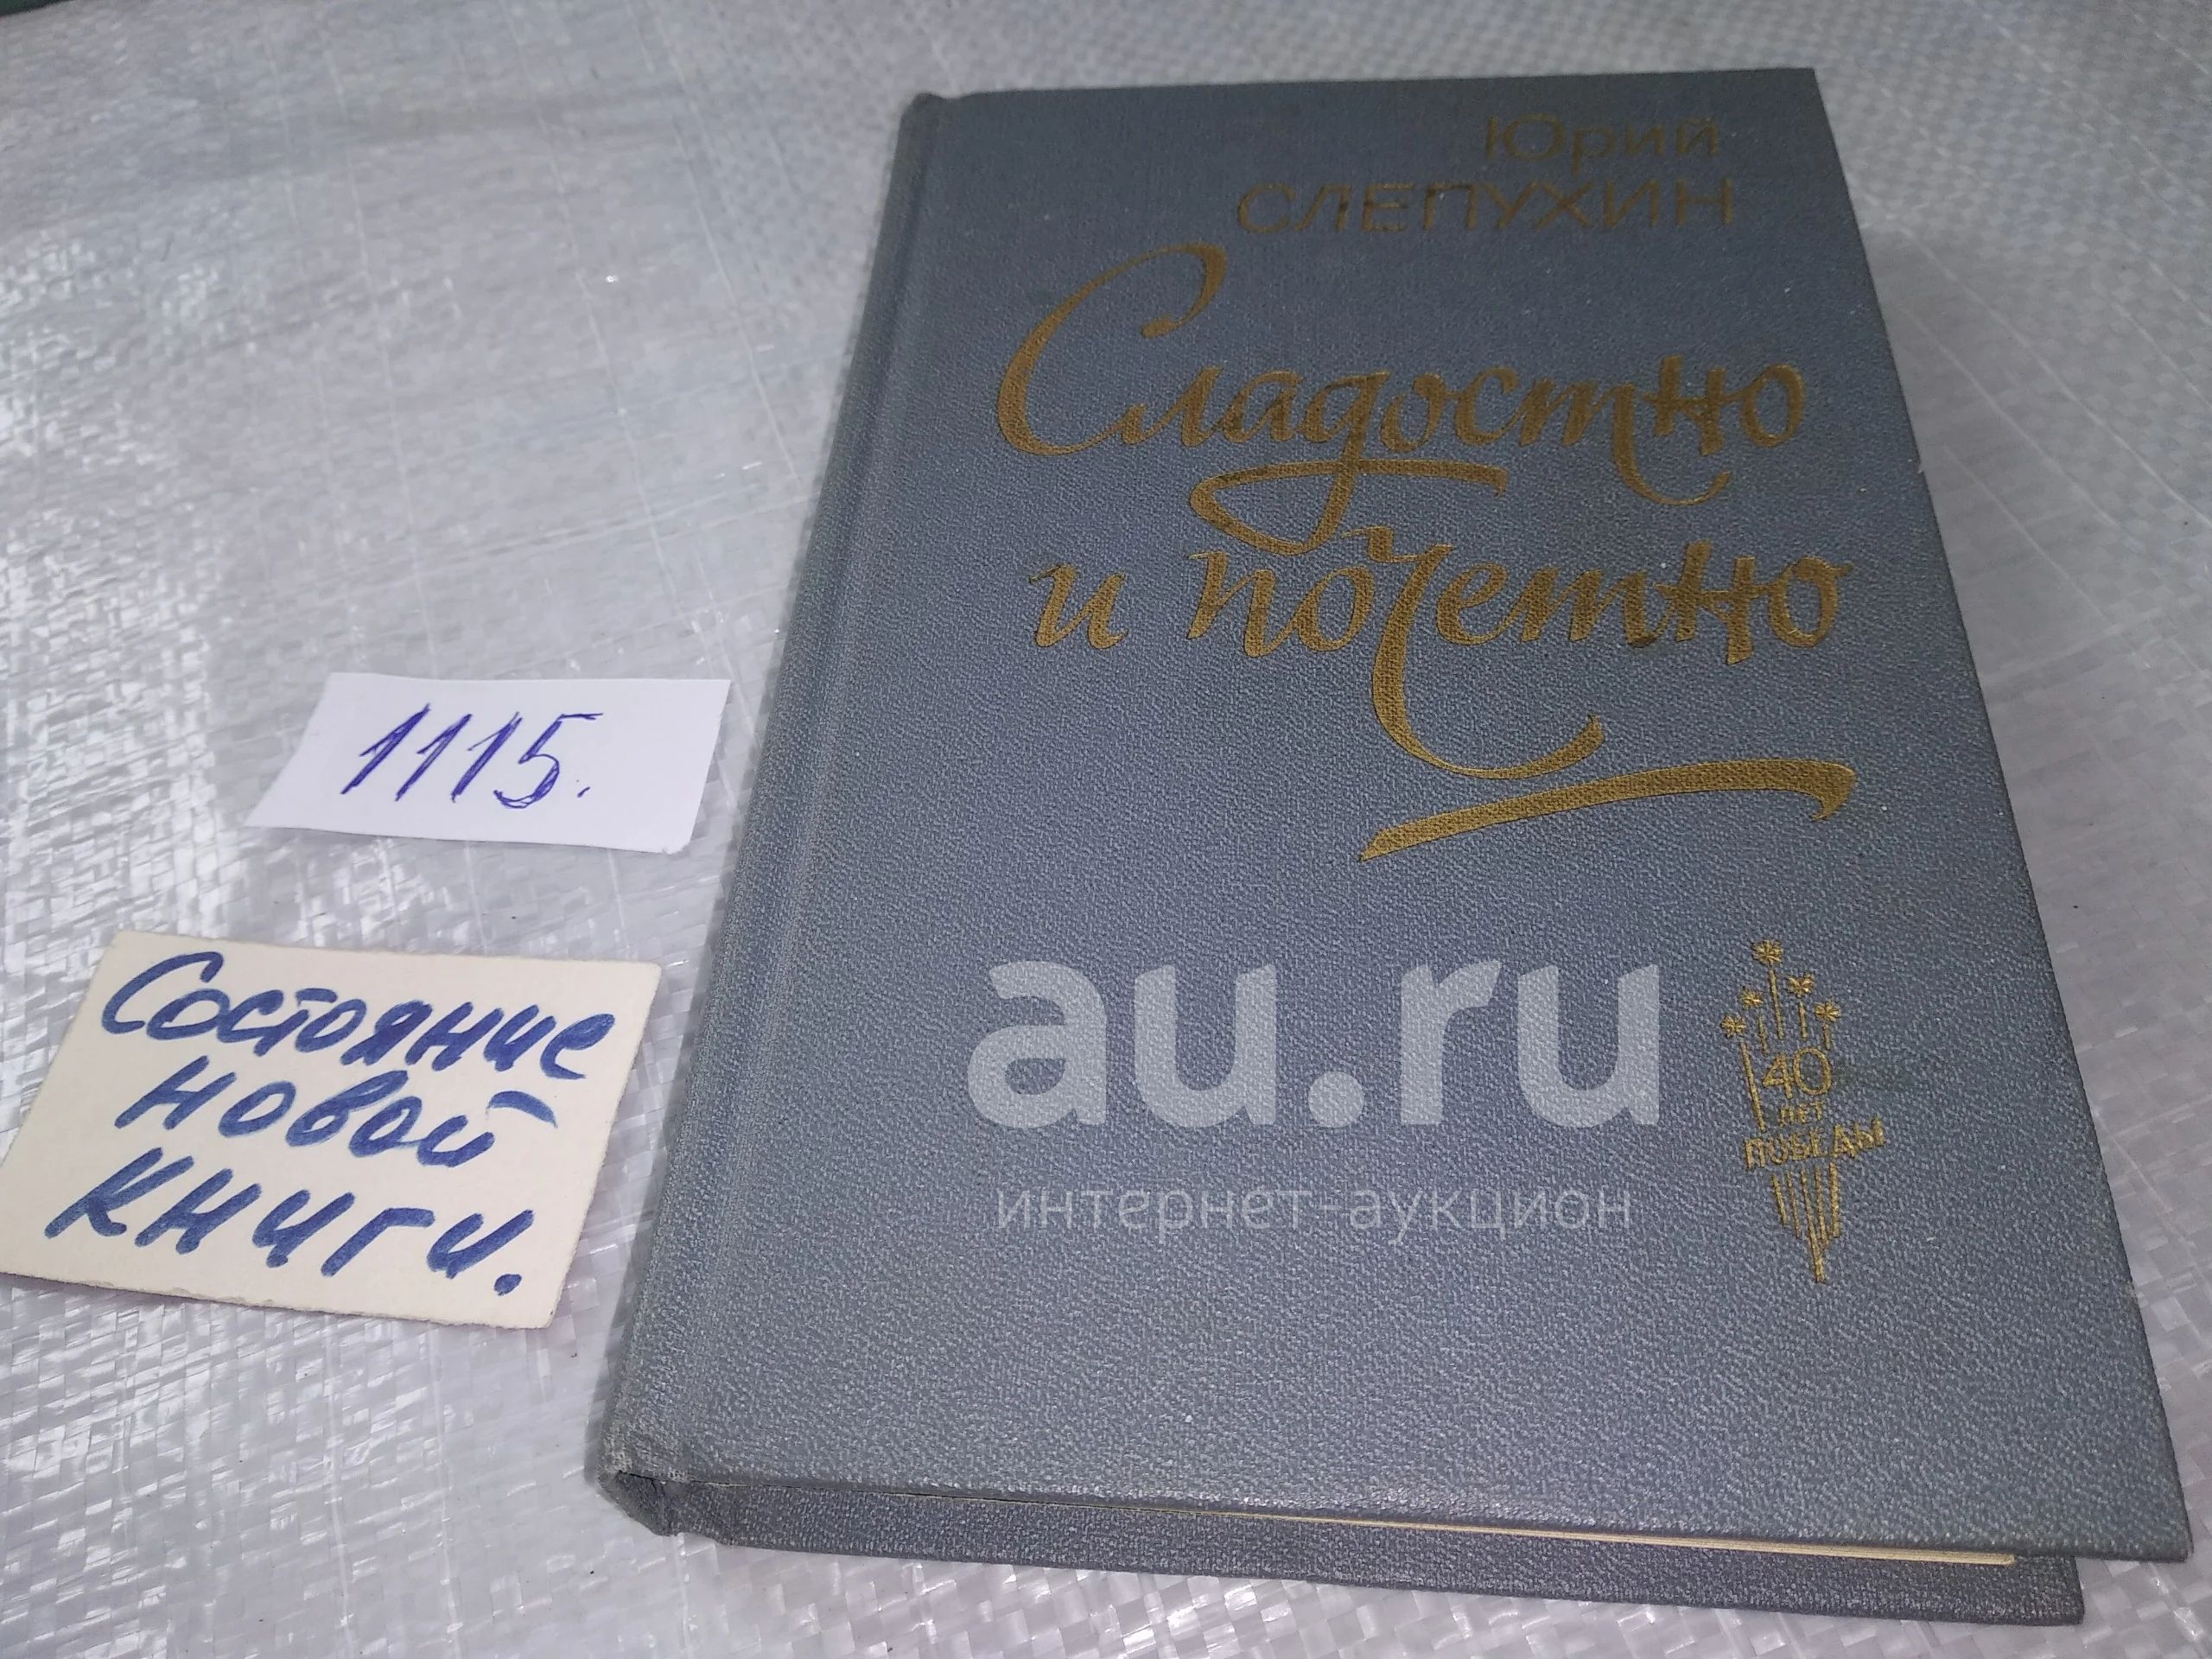 Юрий
СЛЕПУХИН
Сладостно
и почетно
1115.
Состояние
новой
книги.
au.ru
интернет-аукцион
40
ЛЕТ
ПОБЕДЫ